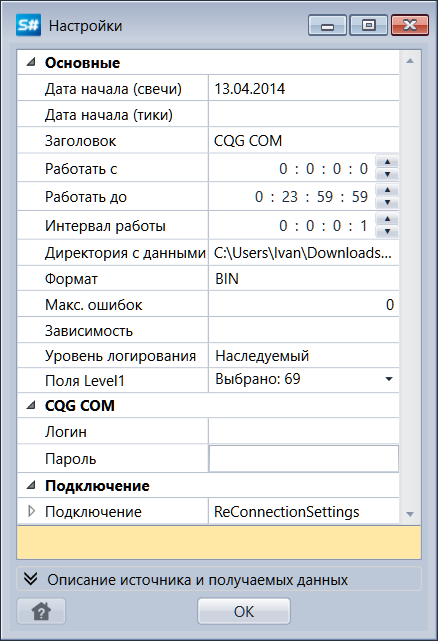 S# Настройки
Основные
Дата начала (свечи) 13.04.2014
Дата начала (тики)
Заголовок CQG COM
Работать с 0 : 0 : 0 : 0
Работать до 0 : 23 : 59 : 59
Интервал работы 0 : 0 : 0 : 1
Директория с данными C:\Users\Ivan\Downloads...
Формат BIN
Макс. ошибок 0
Зависимость
Уровень логирования Наследуемый
Поля Level1 Выбрано: 69
CQG COM
Логин
Пароль
Подключение
Подключение ReConnectionSettings
Описание источника и получаемых данных
? OK